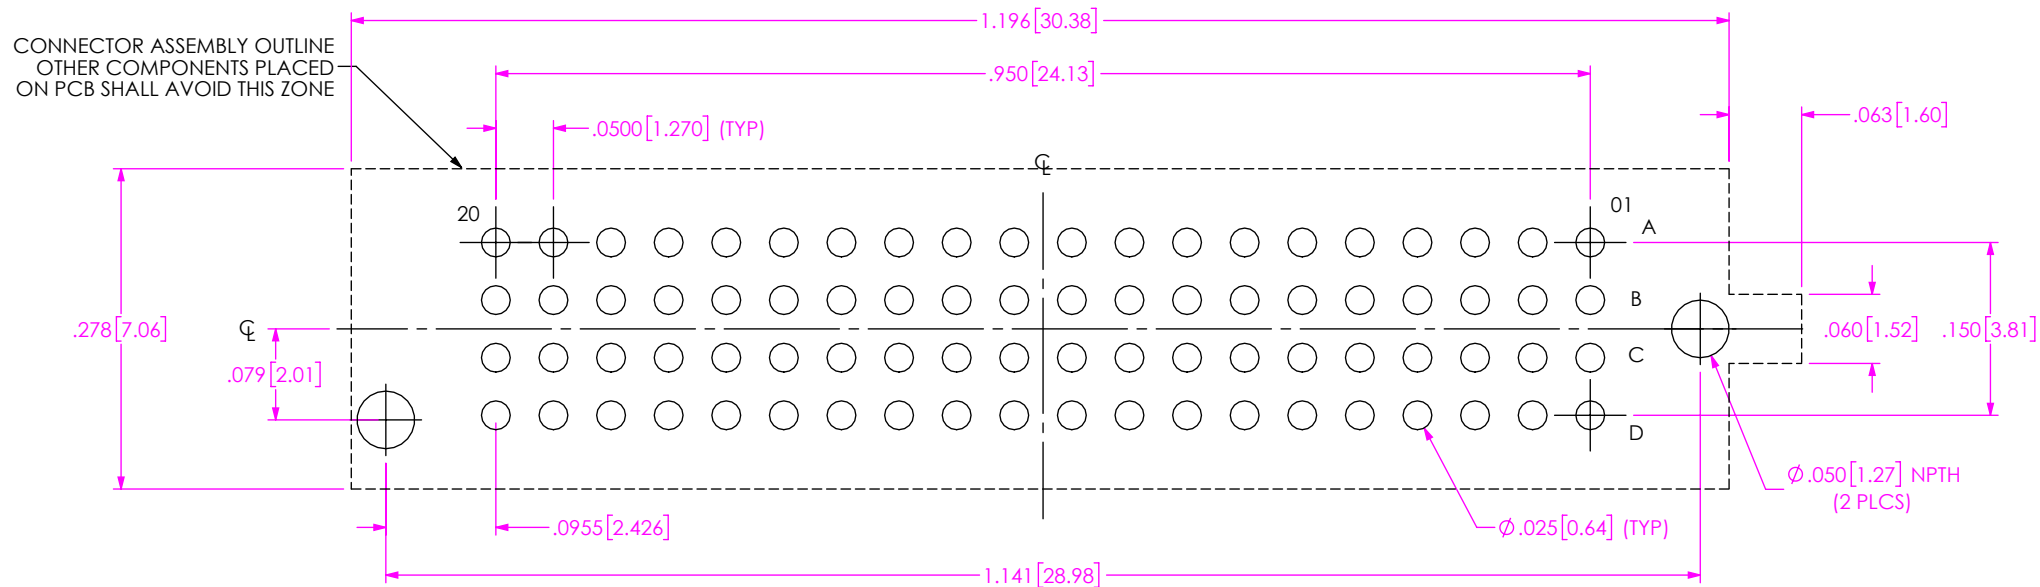 1.196[30.38]
CONNECTOR ASSEMBLY OUTLINE
OTHER COMPONENTS PLACED
ON PCB SHALL AVOID THIS ZONE
.950[24.13]
.0500[1.270] (TYP)
.063[1.60]
℄
20
01
A
B
.278[7.06]
℄
.060[1.52]
.150[3.81]
C
.079[2.01]
D
Ø.050[1.27] NPTH
(2 PLCS)
.0955[2.426]
Ø.025[0.64] (TYP)
1.141[28.98]